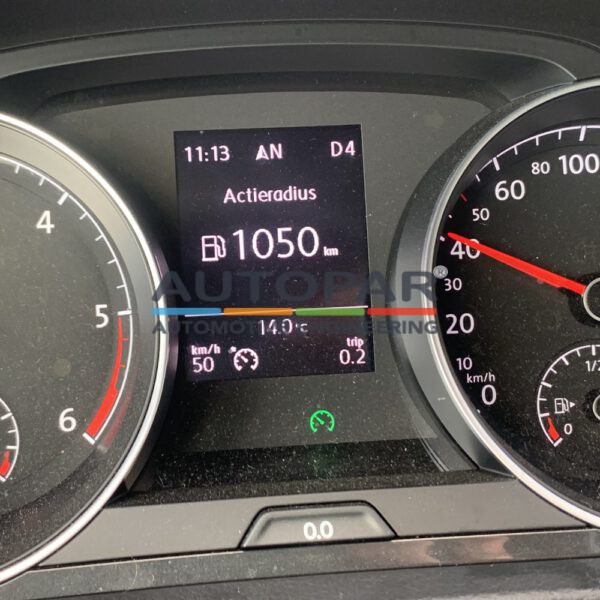 11:13 AN D4
Actieradius
1050 km
AUTOPAR
AUTOMOTIVE ENGINEERING
14.0°C
km/h
50
trip
0.2
4
5
6
100
80
60
50
40
30
20
10
km/h
0
1/2
0
0.0